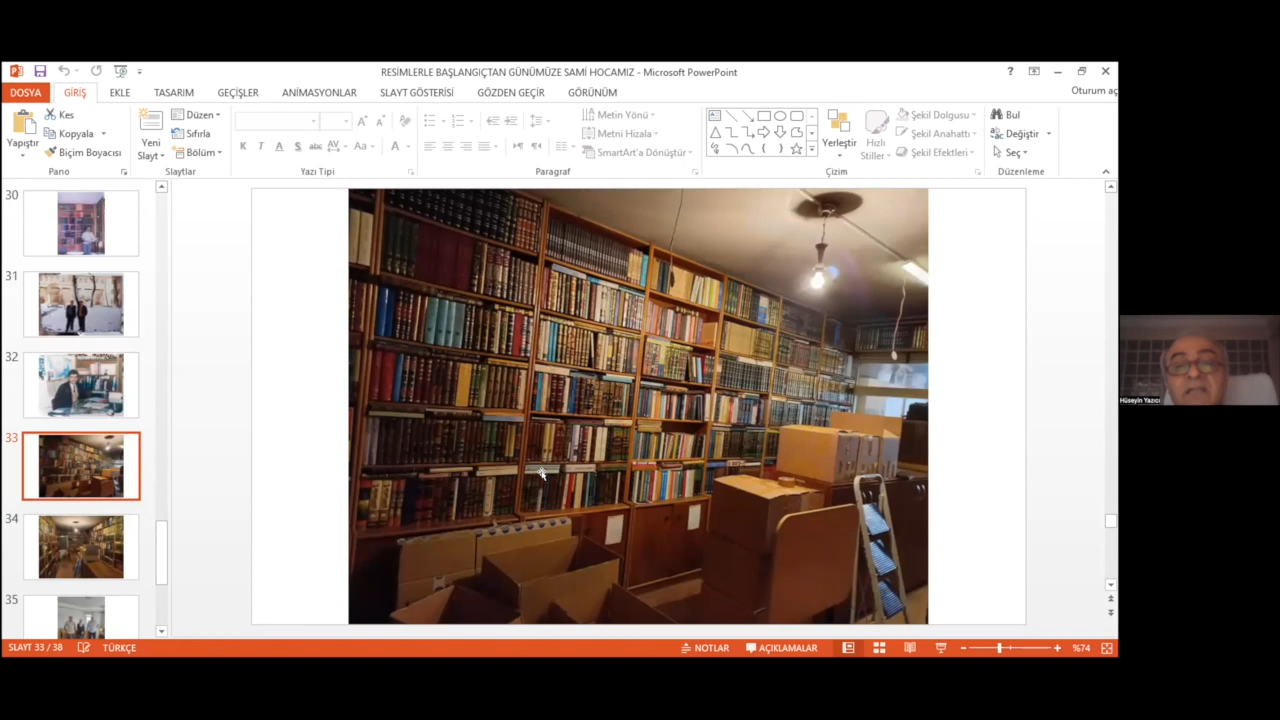 RESİMLERLE BAŞLANGIÇTAN GÜNÜMÜZE SAMİ HOCAMIZ - Microsoft PowerPoint
DOSYA GİRİŞ EKLE TASARIM GEÇİŞLER ANİMASYONLAR SLAYT GÖSTERİSİ GÖZDEN GEÇİR GÖRÜNÜM Oturum aç
Yapıştır
Kes
Kopyala
Biçim Boyacısı
Pano
Yeni
Slayt
Düzen
Sıfırla
Bölüm
Slaytlar
K T A S abc AV Aa A
Yazı Tipi
Metin Yönü
Metni Hizala
SmartArt'a Dönüştür
Paragraf
Yerleştir
Hızlı
Stiller
Şekil Dolgusu
Şekil Anahattı
Şekil Efektleri
Çizim
Bul
Değiştir
Seç
Düzenleme
30
31
32
33
34
35
Hüseyin Yazıcı
SLAYT 33 / 38 TÜRKÇE NOTLAR AÇIKLAMALAR %74